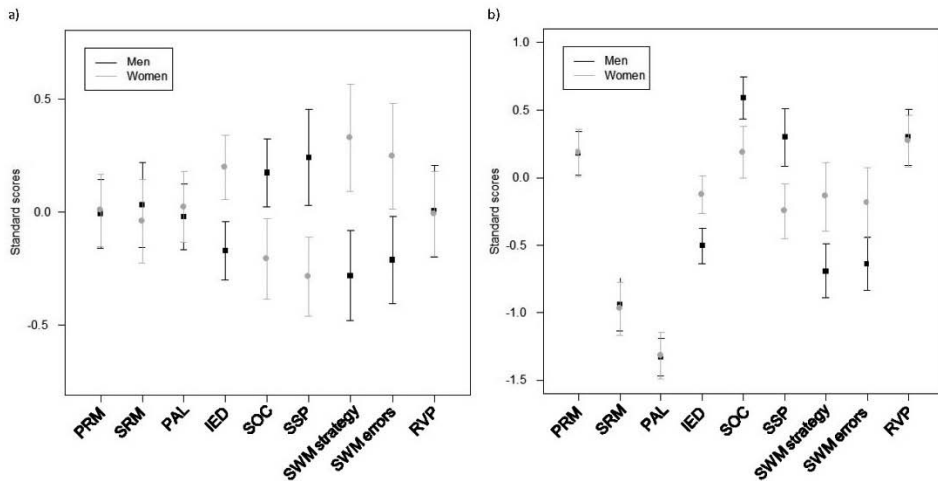 a)
Men
Women
0.5
0.0
-0.5
Standard scores
PRM
SRM
PAL
IED
SOC
SSP
SWM strategy
SWM errors
RVP
b)
Men
Women
1.0
0.5
0.0
-0.5
-1.0
-1.5
Standard scores
PRM
SRM
PAL
IED
SOC
SSP
SWM strategy
SWM errors
RVP